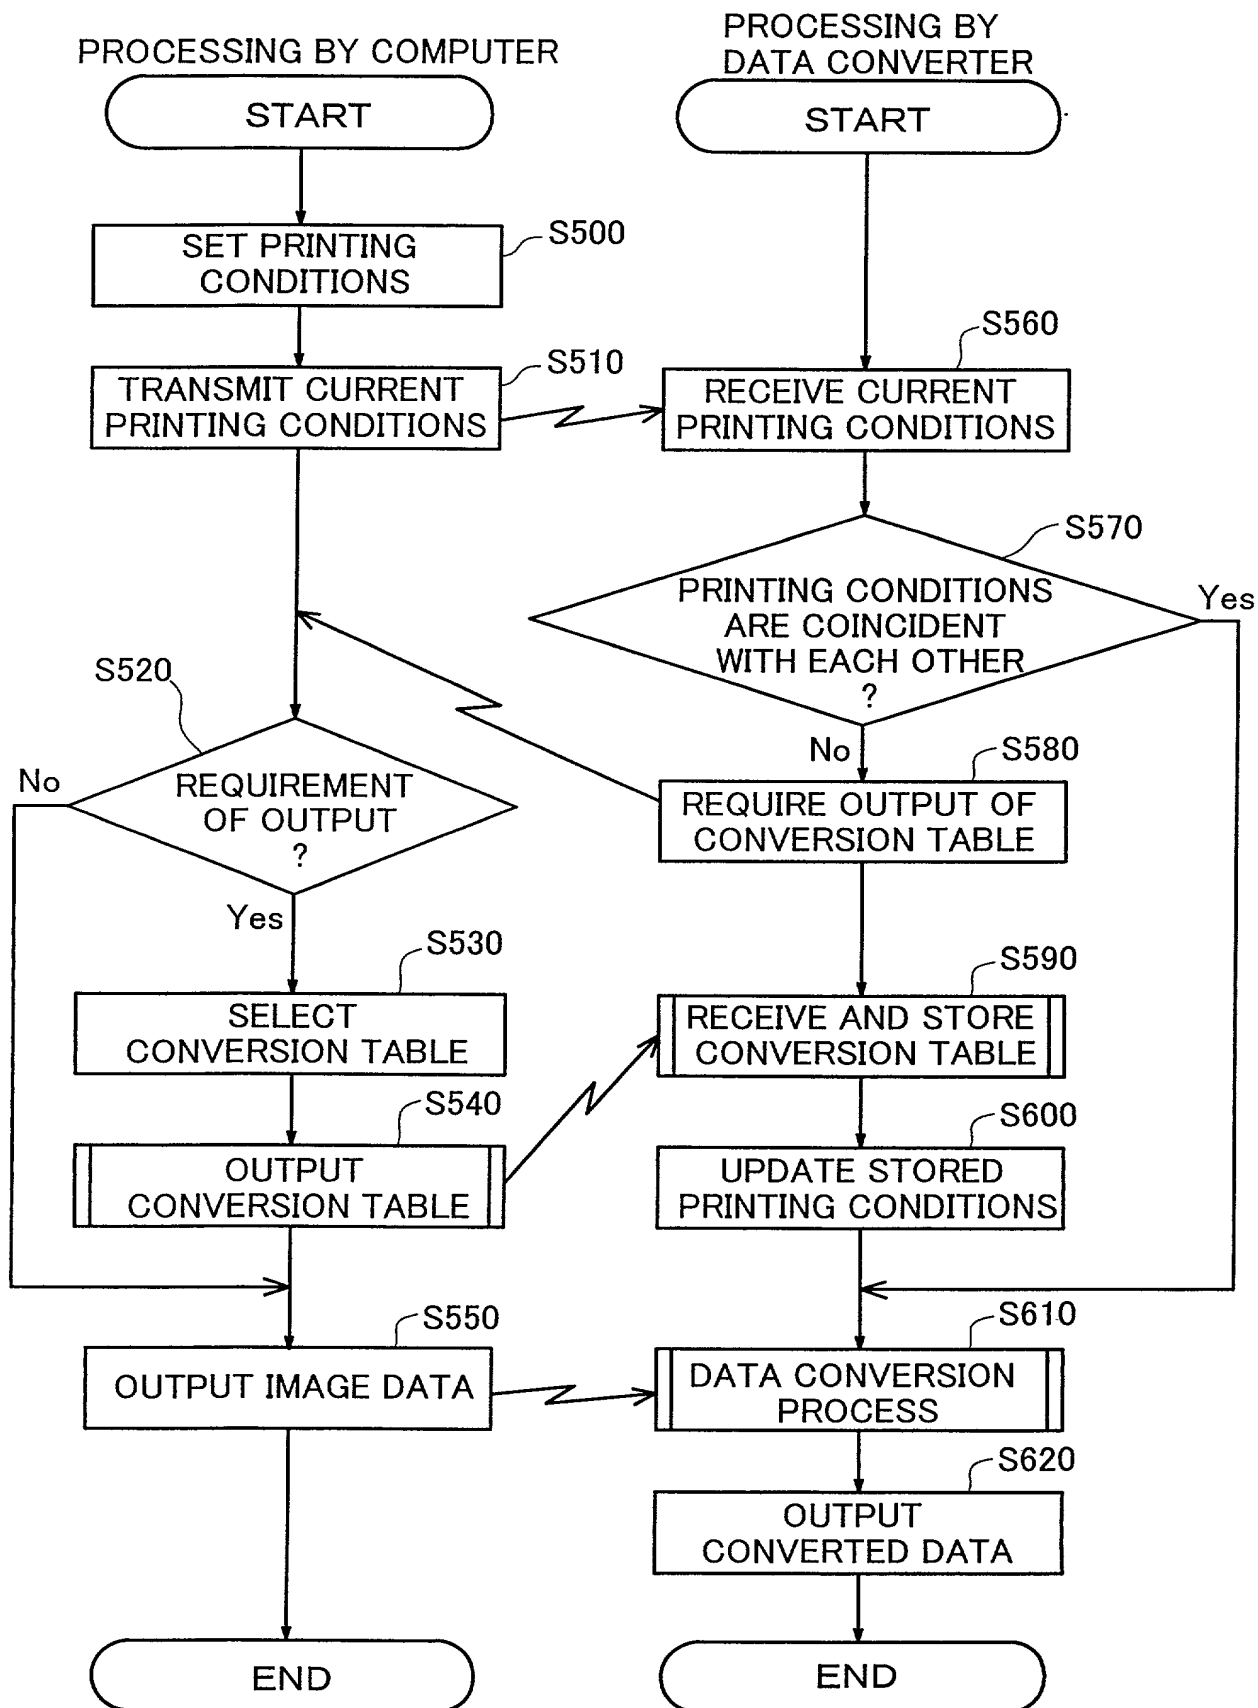 PROCESSING BY COMPUTER
START
SET PRINTING
CONDITIONS
S500
TRANSMIT CURRENT
PRINTING CONDITIONS
S510
S520
REQUIREMENT
OF OUTPUT
?
No
Yes
S530
SELECT
CONVERSION TABLE
S540
OUTPUT
CONVERSION TABLE
S550
OUTPUT IMAGE DATA
END
PROCESSING BY
DATA CONVERTER
START
S560
RECEIVE CURRENT
PRINTING CONDITIONS
S570
PRINTING CONDITIONS
ARE COINCIDENT
WITH EACH OTHER
?
Yes
No
S580
REQUIRE OUTPUT OF
CONVERSION TABLE
S590
RECEIVE AND STORE
CONVERSION TABLE
S600
UPDATE STORED
PRINTING CONDITIONS
S610
DATA CONVERSION
PROCESS
S620
OUTPUT
CONVERTED DATA
END